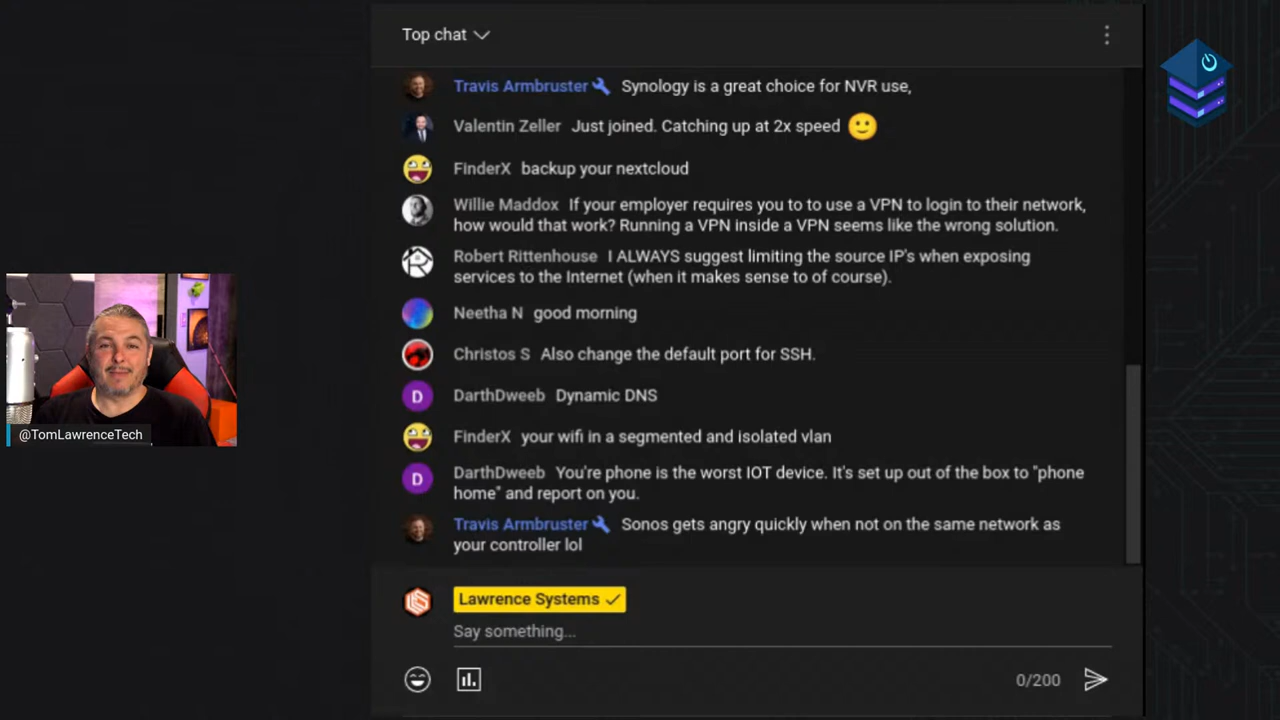 Top chat
Travis Armbruster Synology is a great choice for NVR use,
Valentin Zeller Just joined. Catching up at 2x speed
FinderX backup your nextcloud
Willie Maddox If your employer requires you to to use a VPN to login to their network,
how would that work? Running a VPN inside a VPN seems like the wrong solution.
Robert Rittenhouse I ALWAYS suggest limiting the source IP's when exposing
services to the Internet (when it makes sense to of course).
Neetha N good morning
Christos S Also change the default port for SSH.
D DarthDweeb Dynamic DNS
FinderX your wifi in a segmented and isolated vlan
D DarthDweeb You're phone is the worst IOT device. It's set up out of the box to "phone
home" and report on you.
Travis Armbruster Sonos gets angry quickly when not on the same network as
your controller lol
@TomLawrenceTech
Lawrence Systems
Say something...
0/200